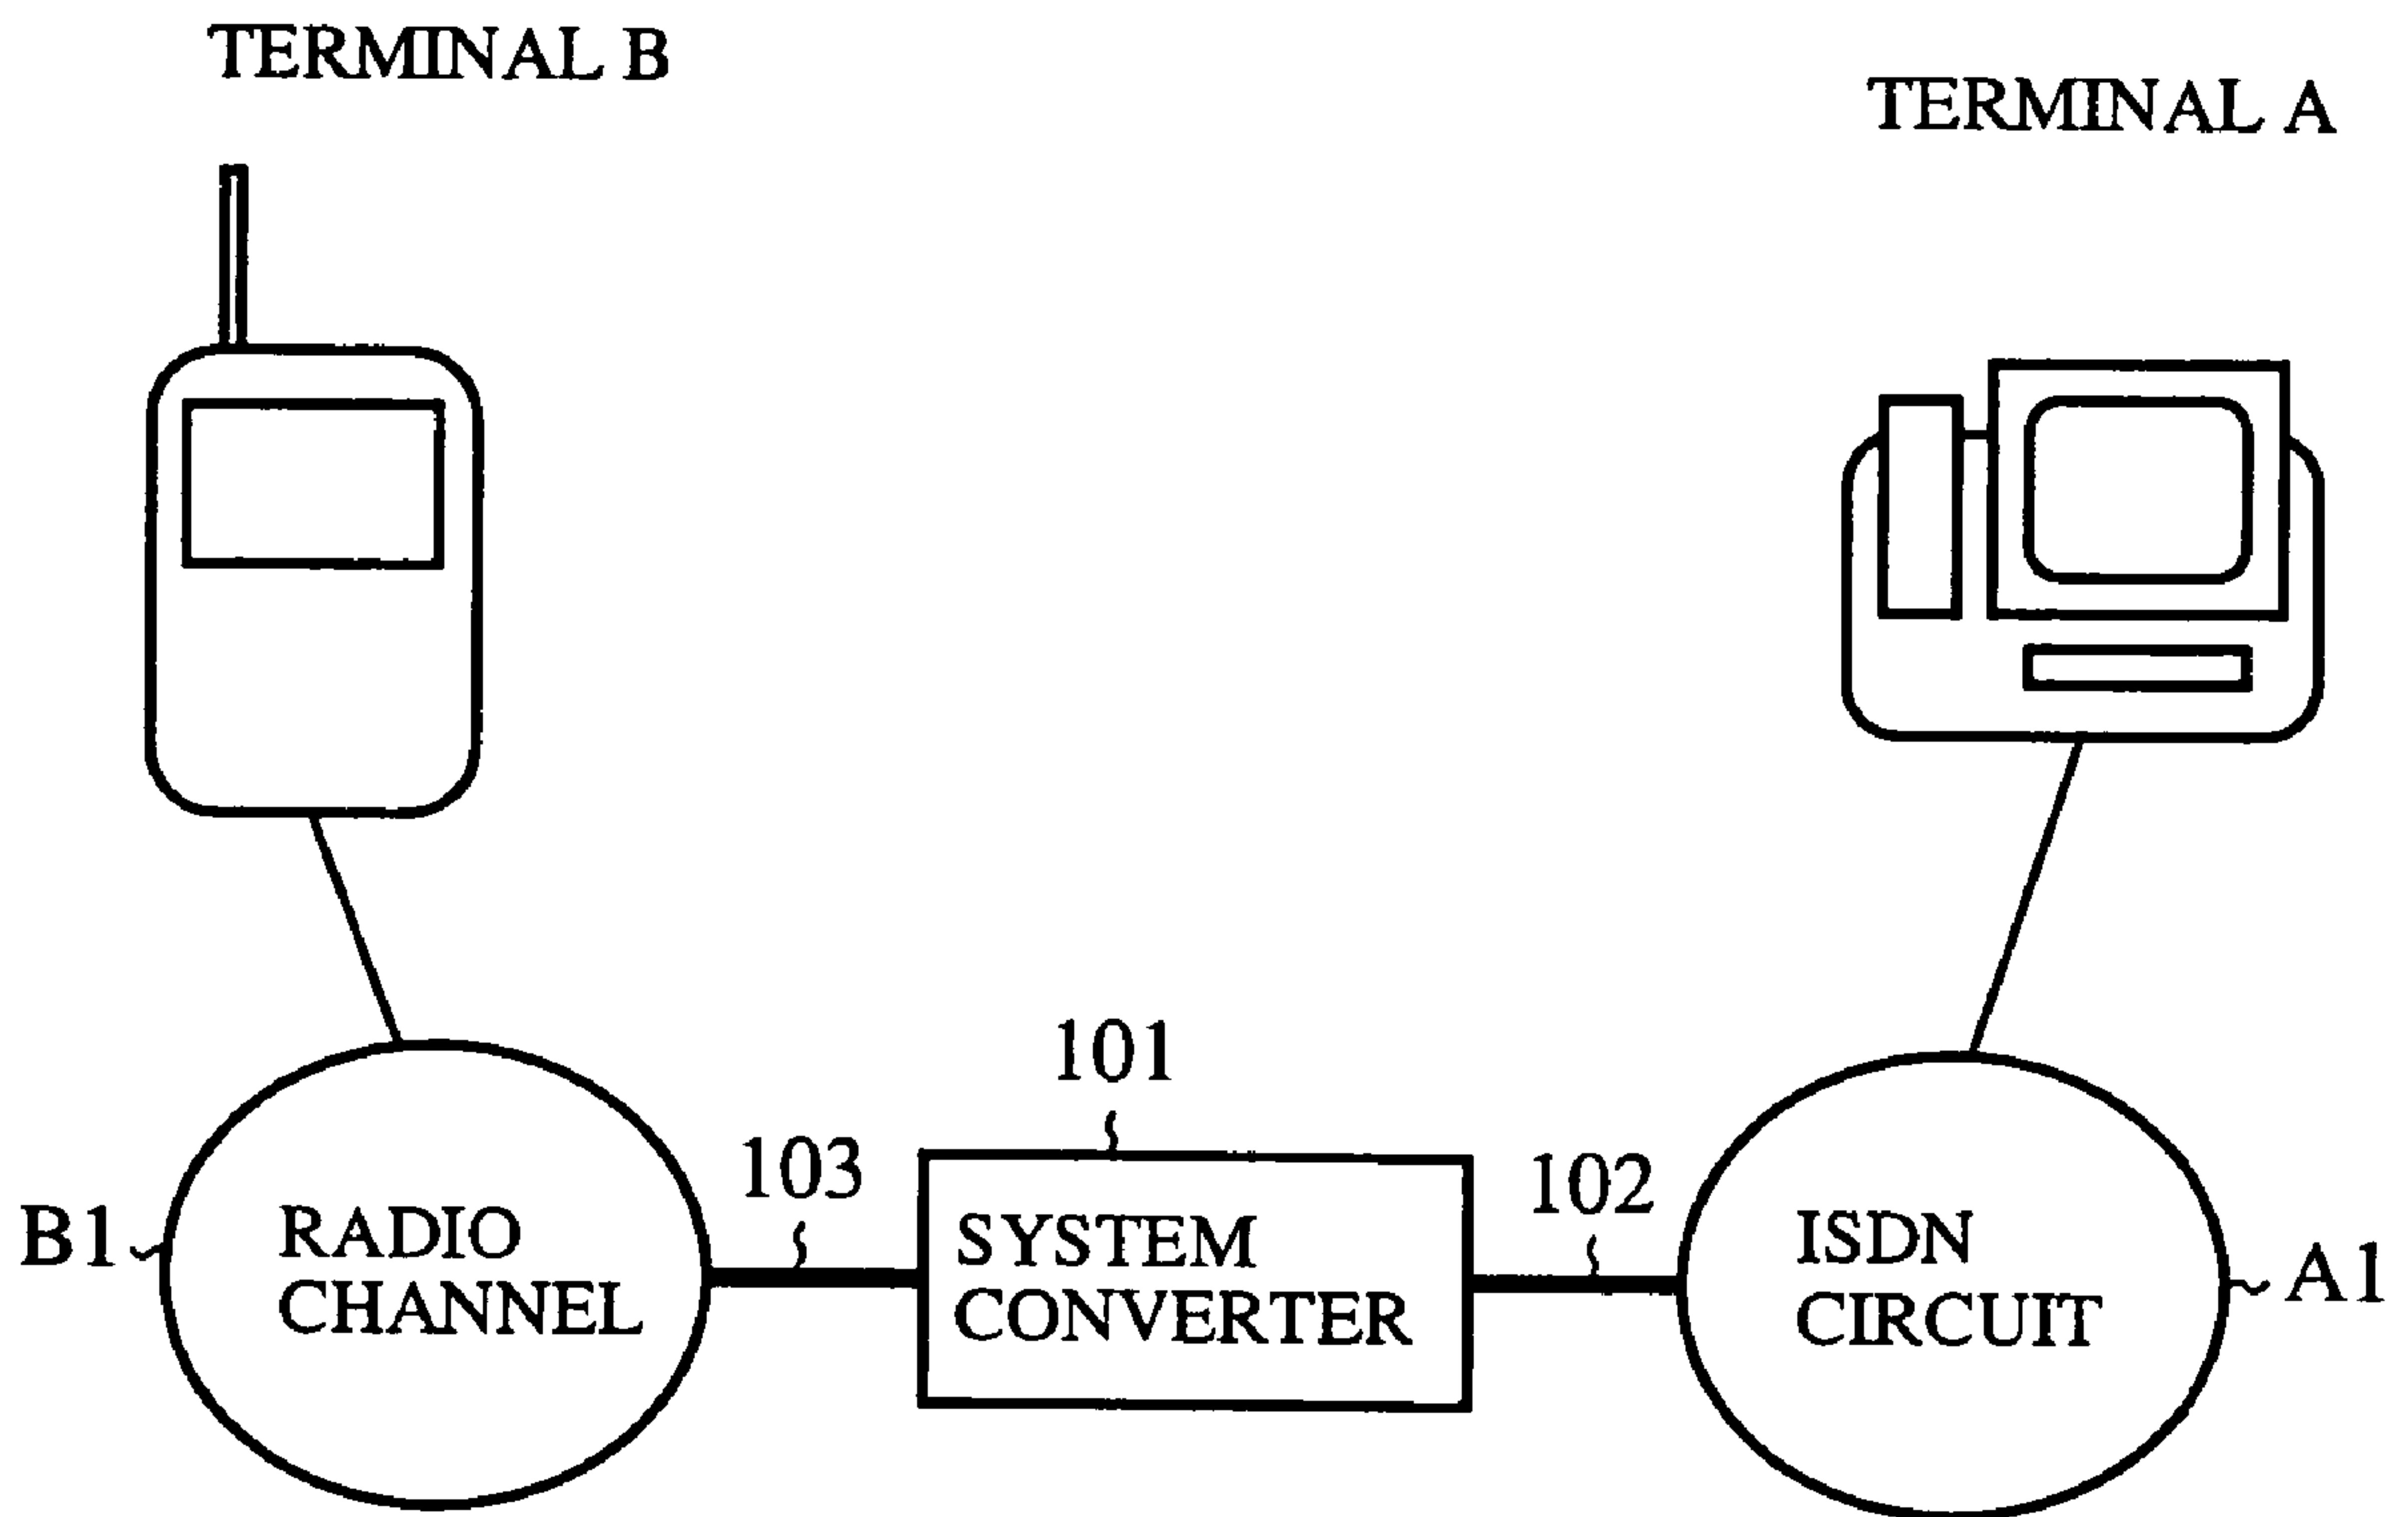 TERMINAL B
TERMINAL A
101
103
102
B1
RADIO
CHANNEL
SYSTEM
CONVERTER
ISDN
CIRCUIT
A1